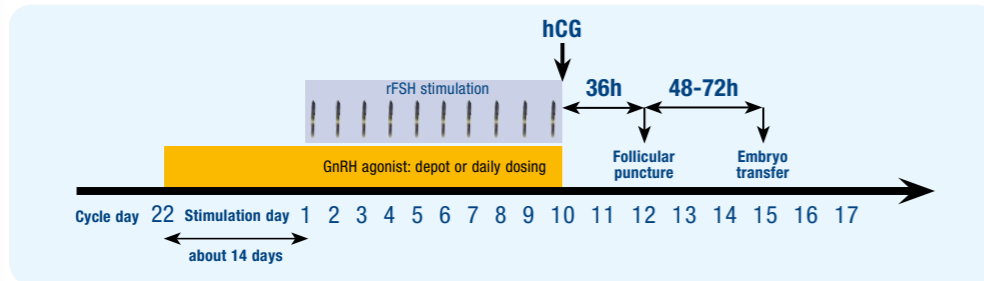 hCG
rFSH stimulation
36h
48-72h
GnRH agonist: depot or daily dosing
Follicular
puncture
Embryo
transfer
Cycle day 22 Stimulation day 1 2 3 4 5 6 7 8 9 10 11 12 13 14 15 16 17
about 14 days